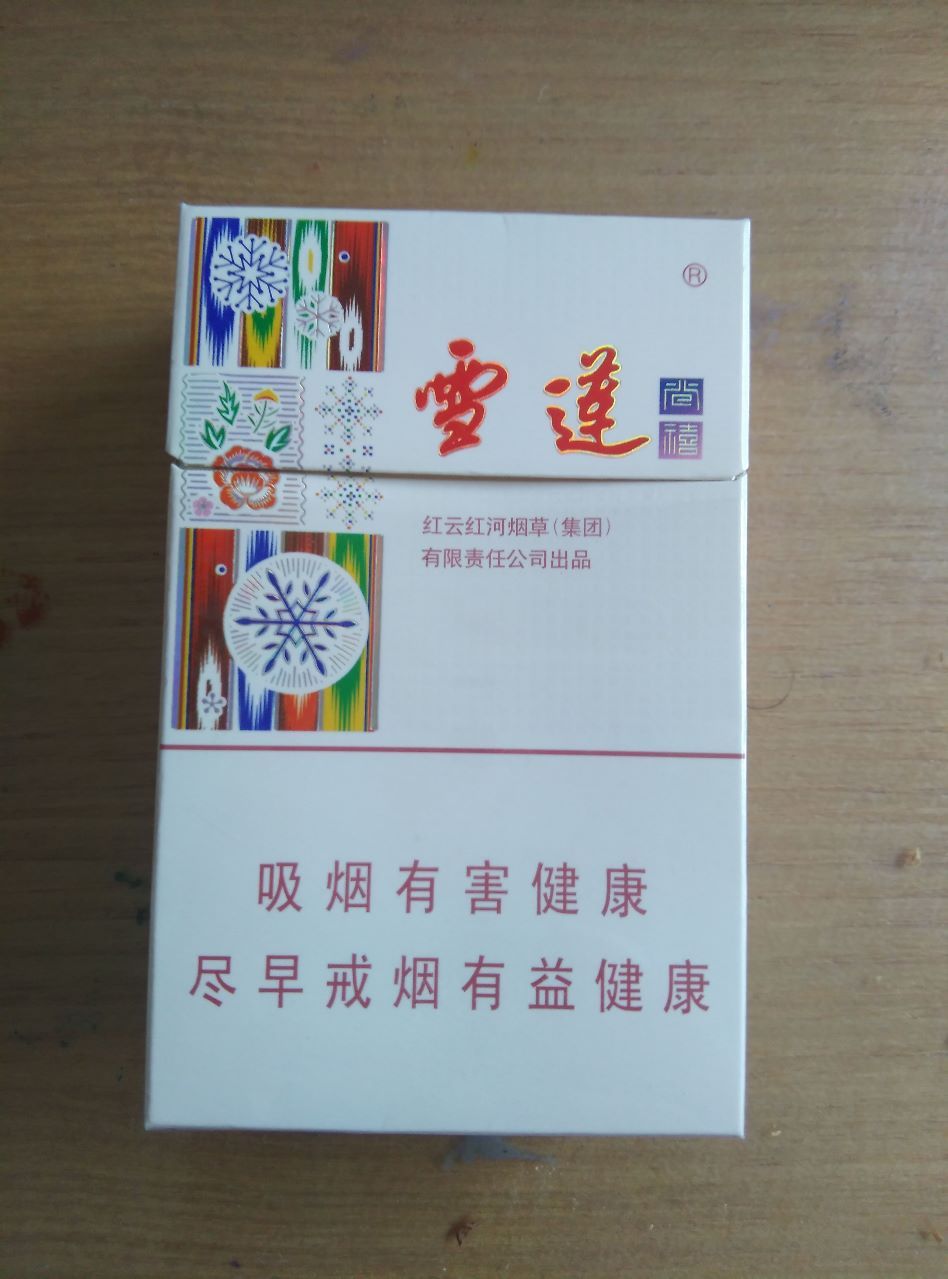 ®
雪莲 尚禧
红云红河烟草(集团)
有限责任公司出品
吸烟有害健康
尽早戒烟有益健康